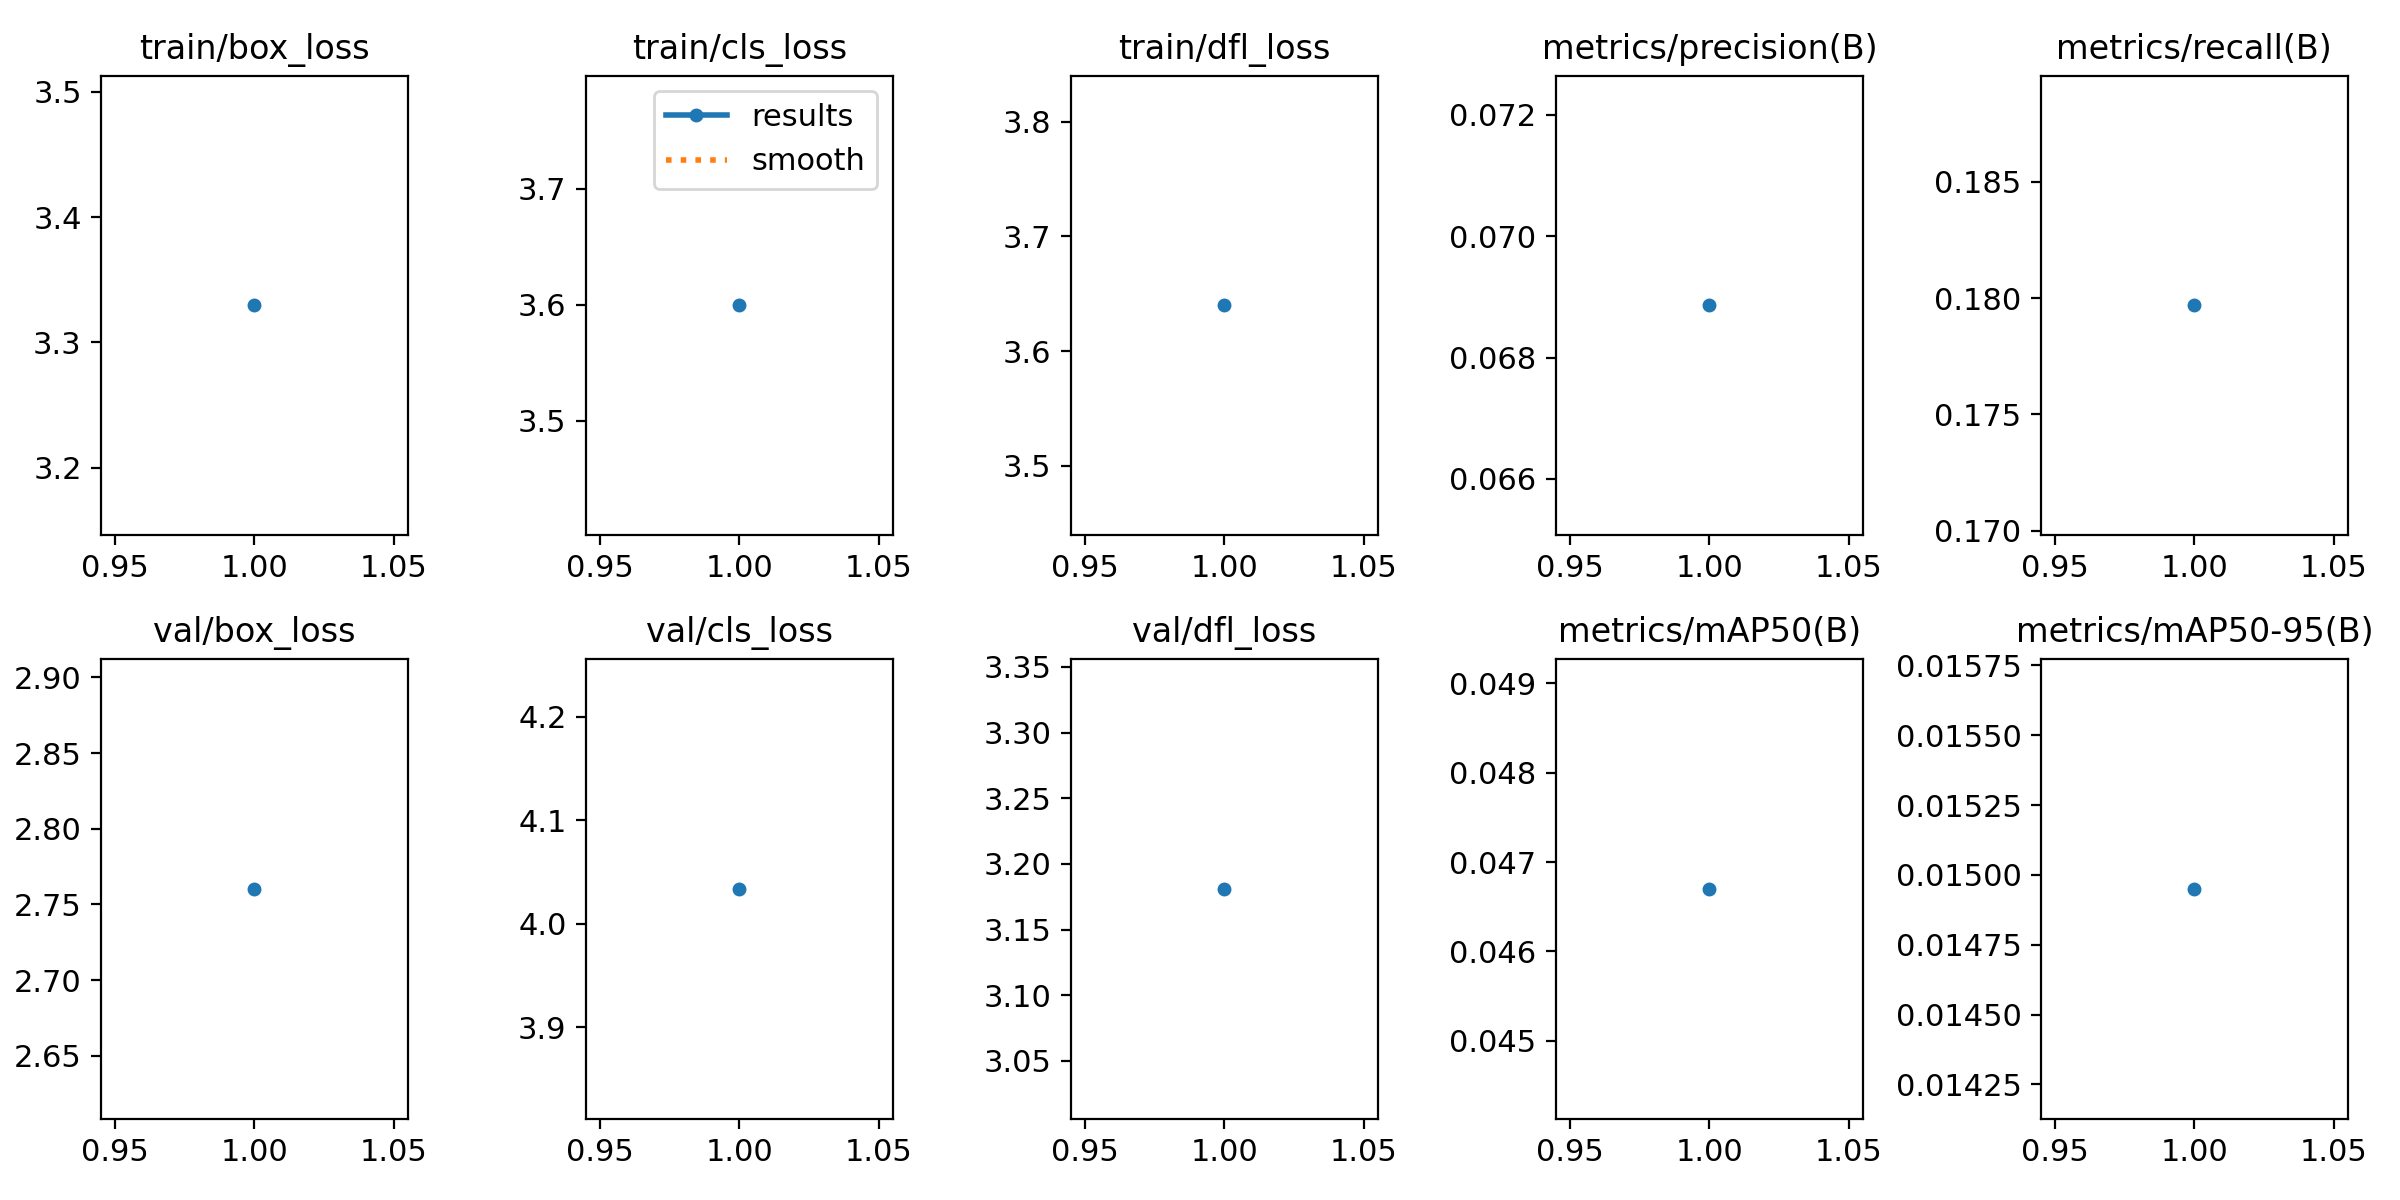 train/box_loss
3.5
3.4
3.3
3.2
0.95 1.00 1.05
train/cls_loss
results
smooth
3.7
3.6
3.5
0.95 1.00 1.05
train/dfl_loss
3.8
3.7
3.6
3.5
0.95 1.00 1.05
metrics/precision(B)
0.072
0.070
0.068
0.066
0.95 1.00 1.05
metrics/recall(B)
0.185
0.180
0.175
0.170
0.95 1.00 1.05
val/box_loss
2.90
2.85
2.80
2.75
2.70
2.65
0.95 1.00 1.05
val/cls_loss
4.2
4.1
4.0
3.9
0.95 1.00 1.05
val/dfl_loss
3.35
3.30
3.25
3.20
3.15
3.10
3.05
0.95 1.00 1.05
metrics/mAP50(B)
0.049
0.048
0.047
0.046
0.045
0.95 1.00 1.05
metrics/mAP50-95(B)
0.01575
0.01550
0.01525
0.01500
0.01475
0.01450
0.01425
0.95 1.00 1.05